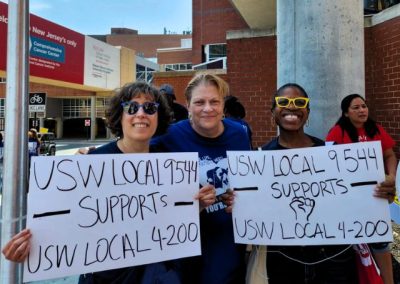 New Jersey's only
Comprehensive
Cancer Center
USW LOCAL 9544
SUPPORTS
USW LOCAL 4-200
USW LOCAL 9544
SUPPORTS
USW LOCAL 4-200